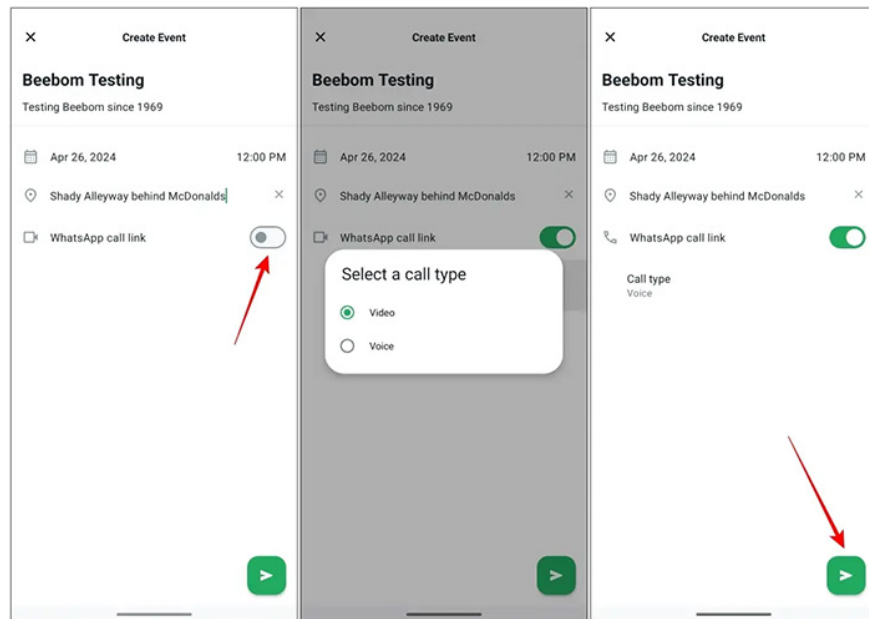 Create Event
Beebom Testing
Testing Beebom since 1969
Apr 26, 2024 12:00 PM
Shady Alleyway behind McDonalds
WhatsApp call link
Create Event
Beebom Testing
Testing Beebom since 1969
Apr 26, 2024 12:00 PM
Shady Alleyway behind McDonalds
WhatsApp call link
Select a call type
Video
Voice
Create Event
Beebom Testing
Testing Beebom since 1969
Apr 26, 2024 12:00 PM
Shady Alleyway behind McDonalds
WhatsApp call link
Call type
Voice